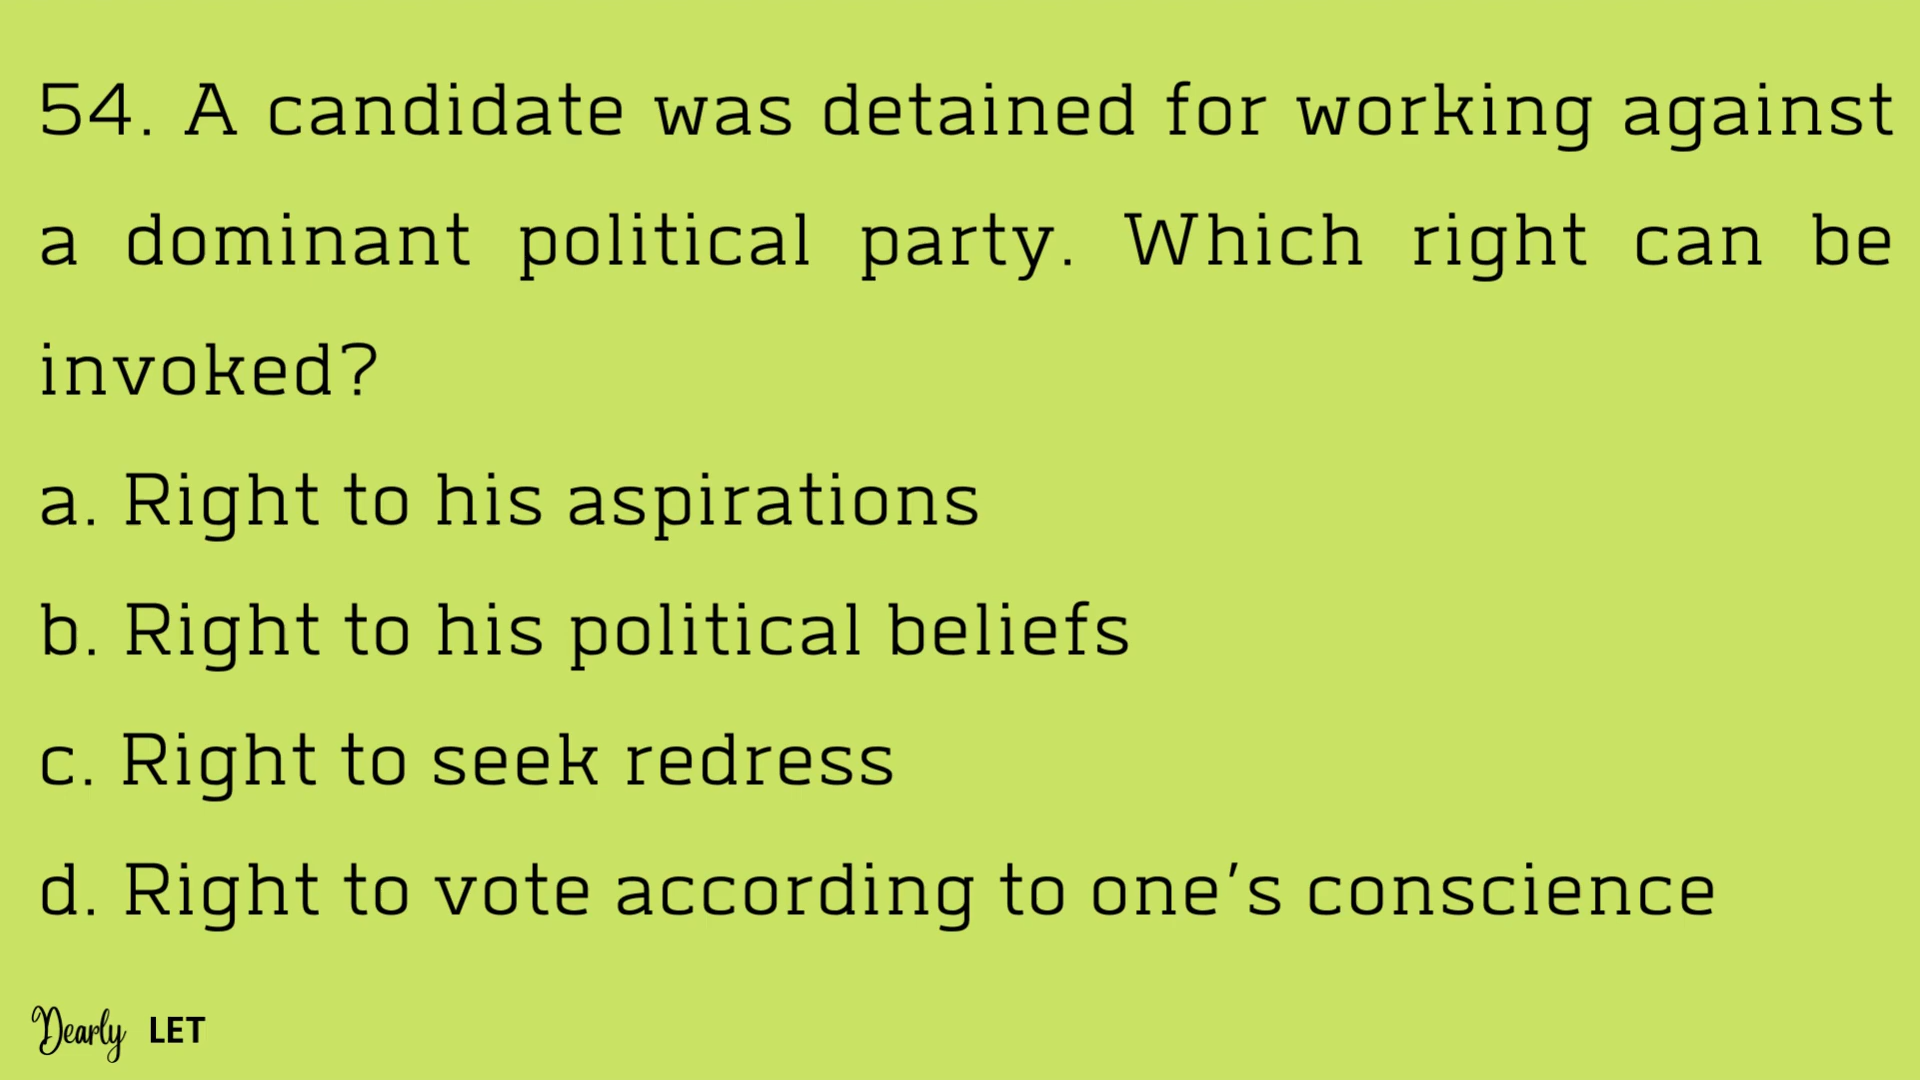 54. A candidate was detained for working against
a dominant political party. Which right can be
invoked?
a. Right to his aspirations
b. Right to his political beliefs
c. Right to seek redress
d. Right to vote according to one’s conscience
Dearly LET